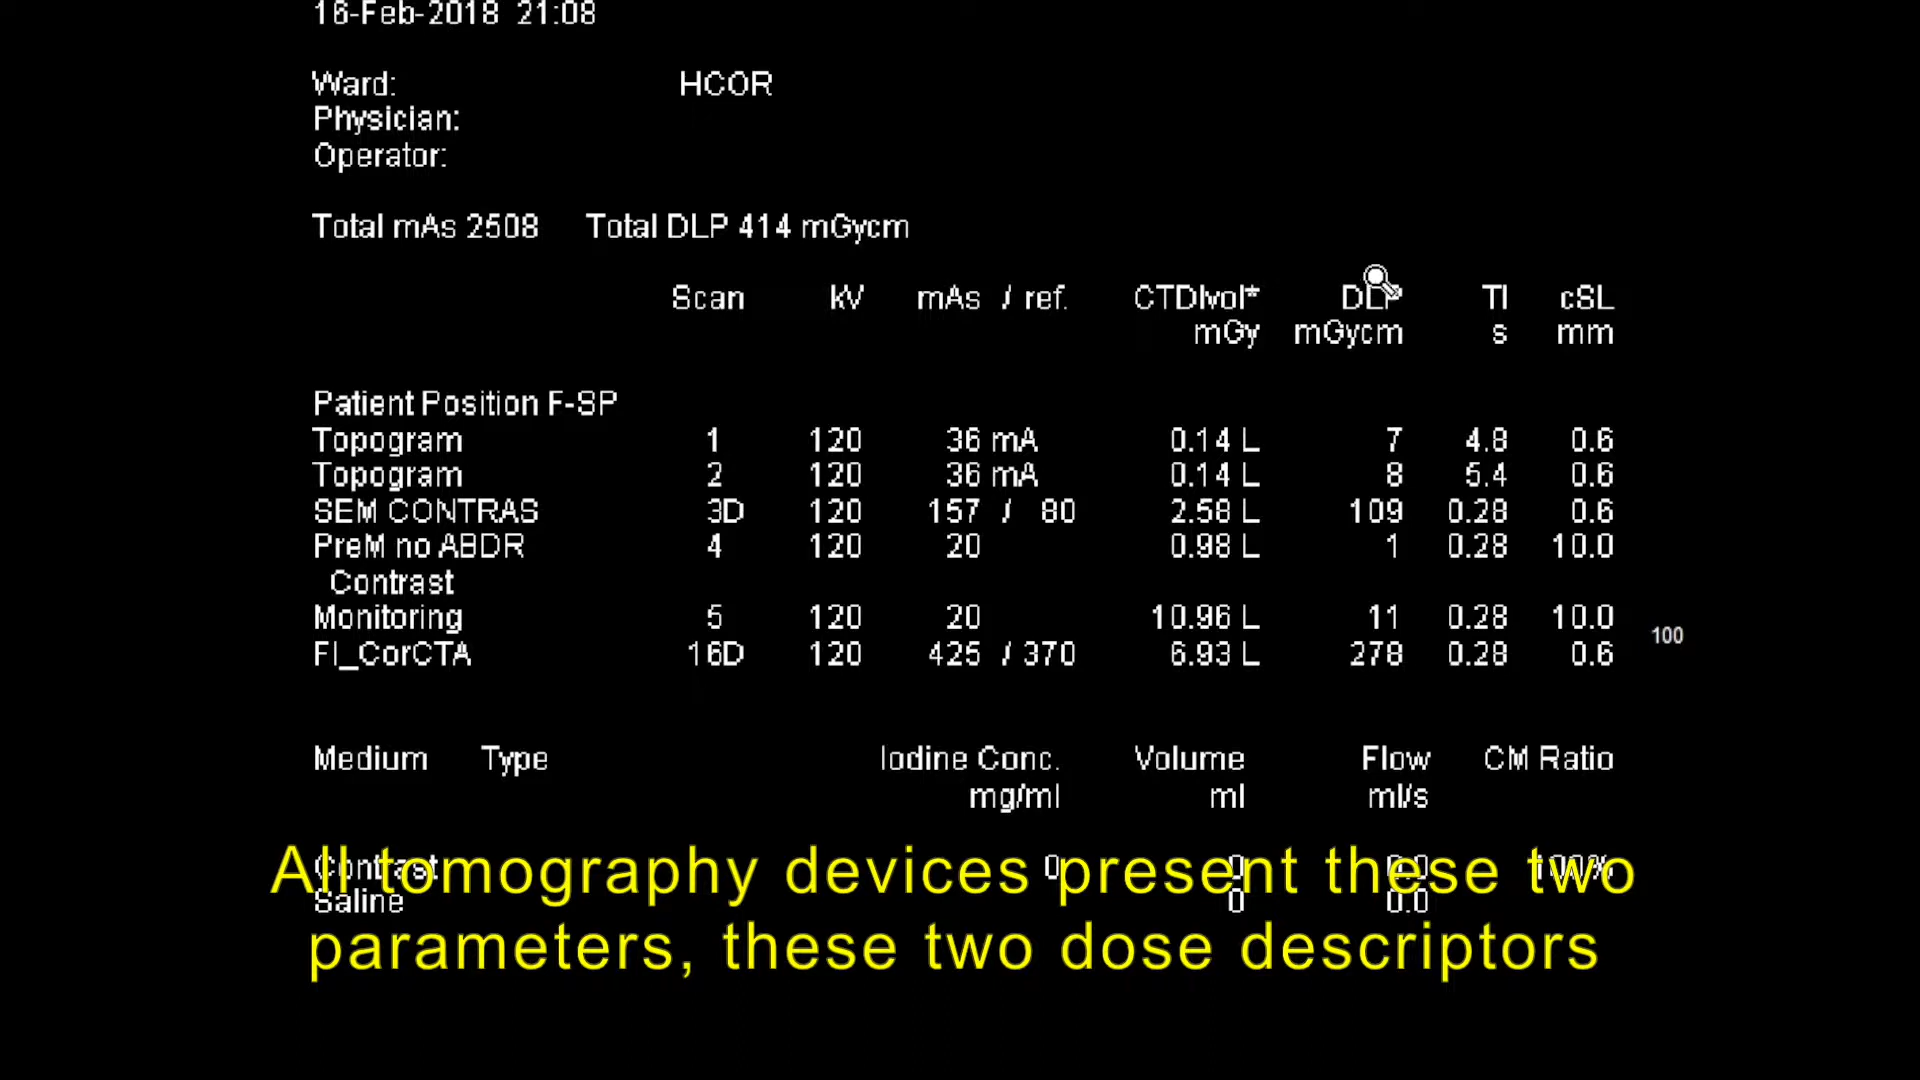 16-Feb-2018 21:08
Ward: HCOR
Physician:
Operator:
Total mAs 2508 Total DLP 414 mGycm
Scan kV mAs / ref. CTDIvol* DLP TI cSL
mGy mGycm s mm
Patient Position F-SP
Topogram 1 120 36 mA 0.14 L 7 4.8 0.6
Topogram 2 120 36 mA 0.14 L 8 5.4 0.6
SEM CONTRAS 3D 120 157 / 80 2.58 L 109 0.28 0.6
PreM no ABDR 4 120 20 0.98 L 1 0.28 10.0
Contrast
Monitoring 5 120 20 10.96 L 11 0.28 10.0
FI_CorCTA 16D 120 425 / 370 6.93 L 278 0.28 0.6
100
Medium Type Iodine Conc. Volume Flow CM Ratio
mg/ml ml ml/s
Contrast 0 0 0.0 100%
Saline 0 0.0
All tomography devices present these two
parameters, these two dose descriptors